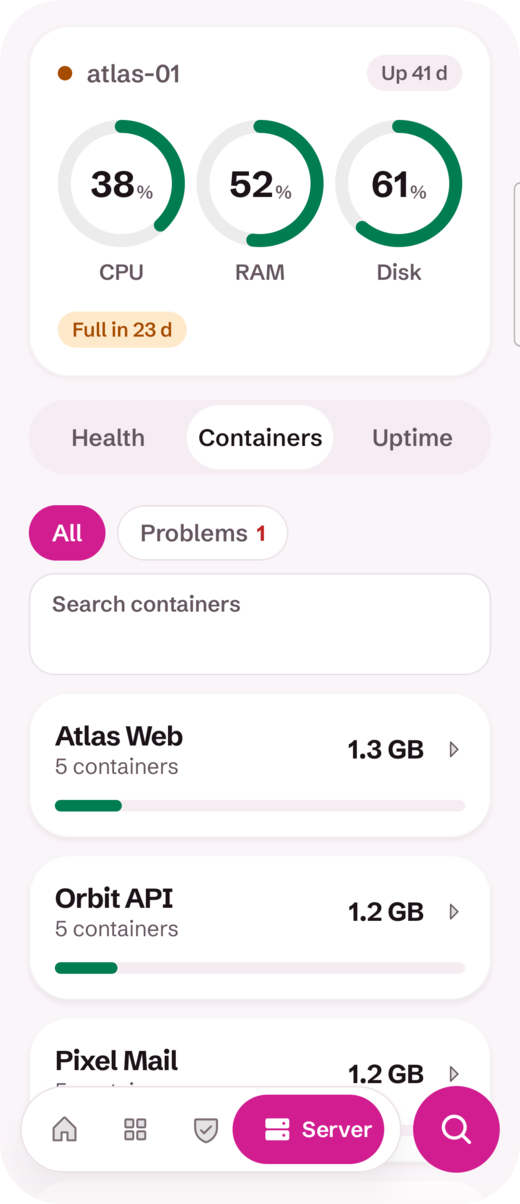 atlas-01
Up 41 d
38%
52%
61%
CPU
RAM
Disk
Full in 23 d
Health
Containers
Uptime
All
Problems 1
Search containers
Atlas Web
5 containers
1.3 GB
Orbit API
5 containers
1.2 GB
Pixel Mail
1.2 GB
Server